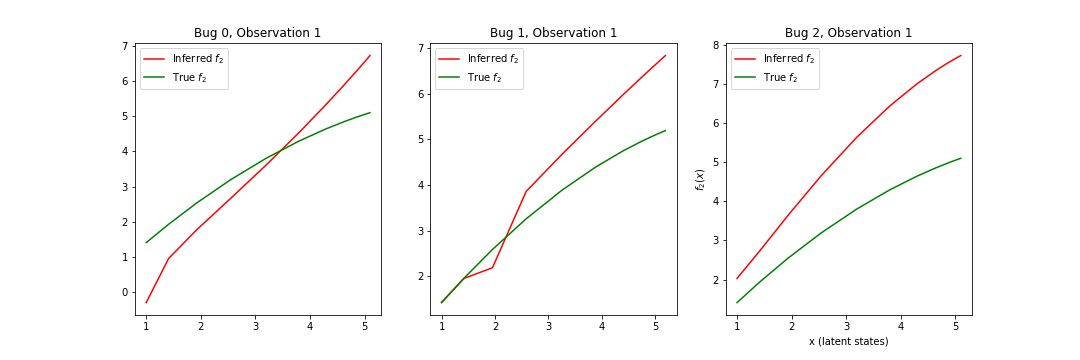 Bug 0, Observation 1
Inferred f₂
True f₂
7
6
5
4
3
2
1
0
1 2 3 4 5
Bug 1, Observation 1
Inferred f₂
True f₂
7
6
5
4
3
2
1 2 3 4 5
Bug 2, Observation 1
Inferred f₂
True f₂
f₂(x)
8
7
6
5
4
3
2
1 2 3 4 5
x (latent states)